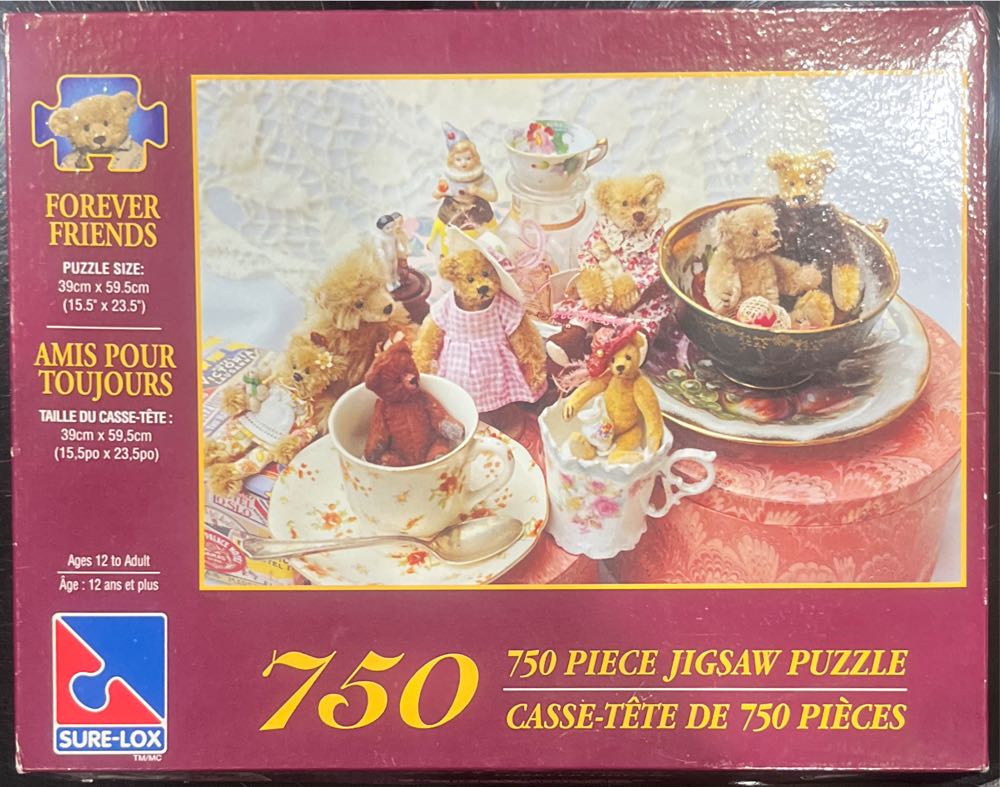 FOREVER
FRIENDS
PUZZLE SIZE:
39cm x 59.5cm
(15.5" x 23.5")
AMIS POUR
TOUJOURS
TAILLE DU CASSE-TÊTE :
39cm x 59,5cm
(15,5po x 23,5po)
Ages 12 to Adult
Âge : 12 ans et plus
SURE-LOX
TM/MC
750
750 PIECE JIGSAW PUZZLE
CASSE-TÊTE DE 750 PIÈCES
VICTORIA